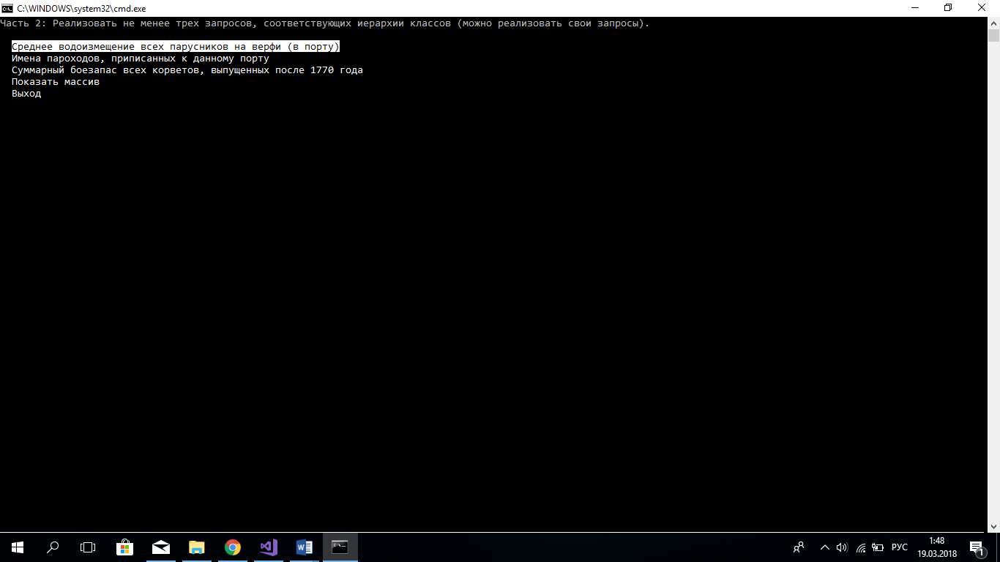 C:\WINDOWS\system32\cmd.exe
Часть 2: Реализовать не менее трех запросов, соответствующих иерархии классов (можно реализовать свои запросы).
Среднее водоизмещение всех парусников на верфи (в порту)
Имена пароходов, приписанных к данному порту
Суммарный боезапас всех корветов, выпущенных после 1770 года
Показать массив
Выход
РУС
1:48
19.03.2018
1